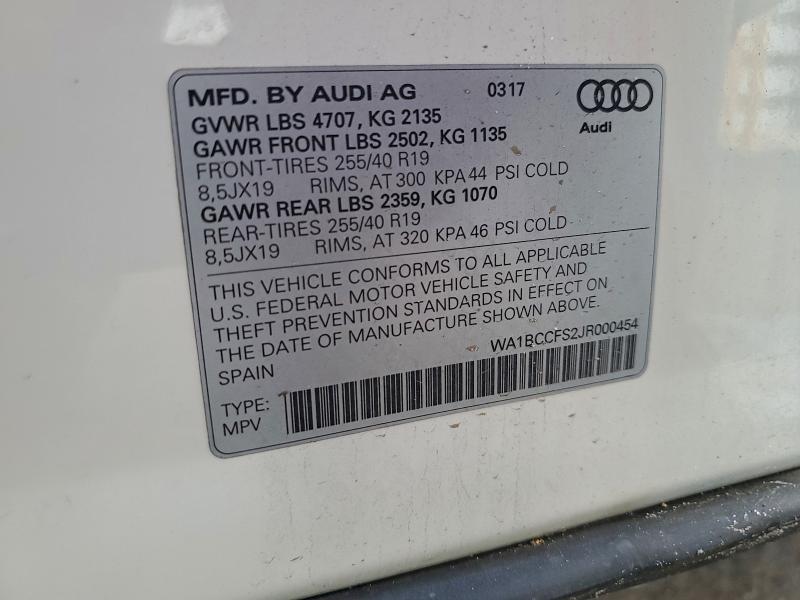 MFD. BY AUDI AG 0317
Audi
GVWR LBS 4707, KG 2135
GAWR FRONT LBS 2502, KG 1135
FRONT-TIRES 255/40 R19
8,5JX19 RIMS, AT 300 KPA 44 PSI COLD
GAWR REAR LBS 2359, KG 1070
REAR-TIRES 255/40 R19
8,5JX19 RIMS, AT 320 KPA 46 PSI COLD
THIS VEHICLE CONFORMS TO ALL APPLICABLE
U.S. FEDERAL MOTOR VEHICLE SAFETY AND
THEFT PREVENTION STANDARDS IN EFFECT ON
THE DATE OF MANUFACTURE SHOWN ABOVE.
SPAIN WA1BCCFS2JR000454
TYPE:
MPV